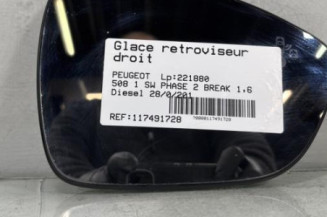 Glace retroviseur
droit
PEUGEOT Lp:221880
508 1 SW PHASE 2 BREAK 1.6
Diesel 28/0/201
REF:117491728